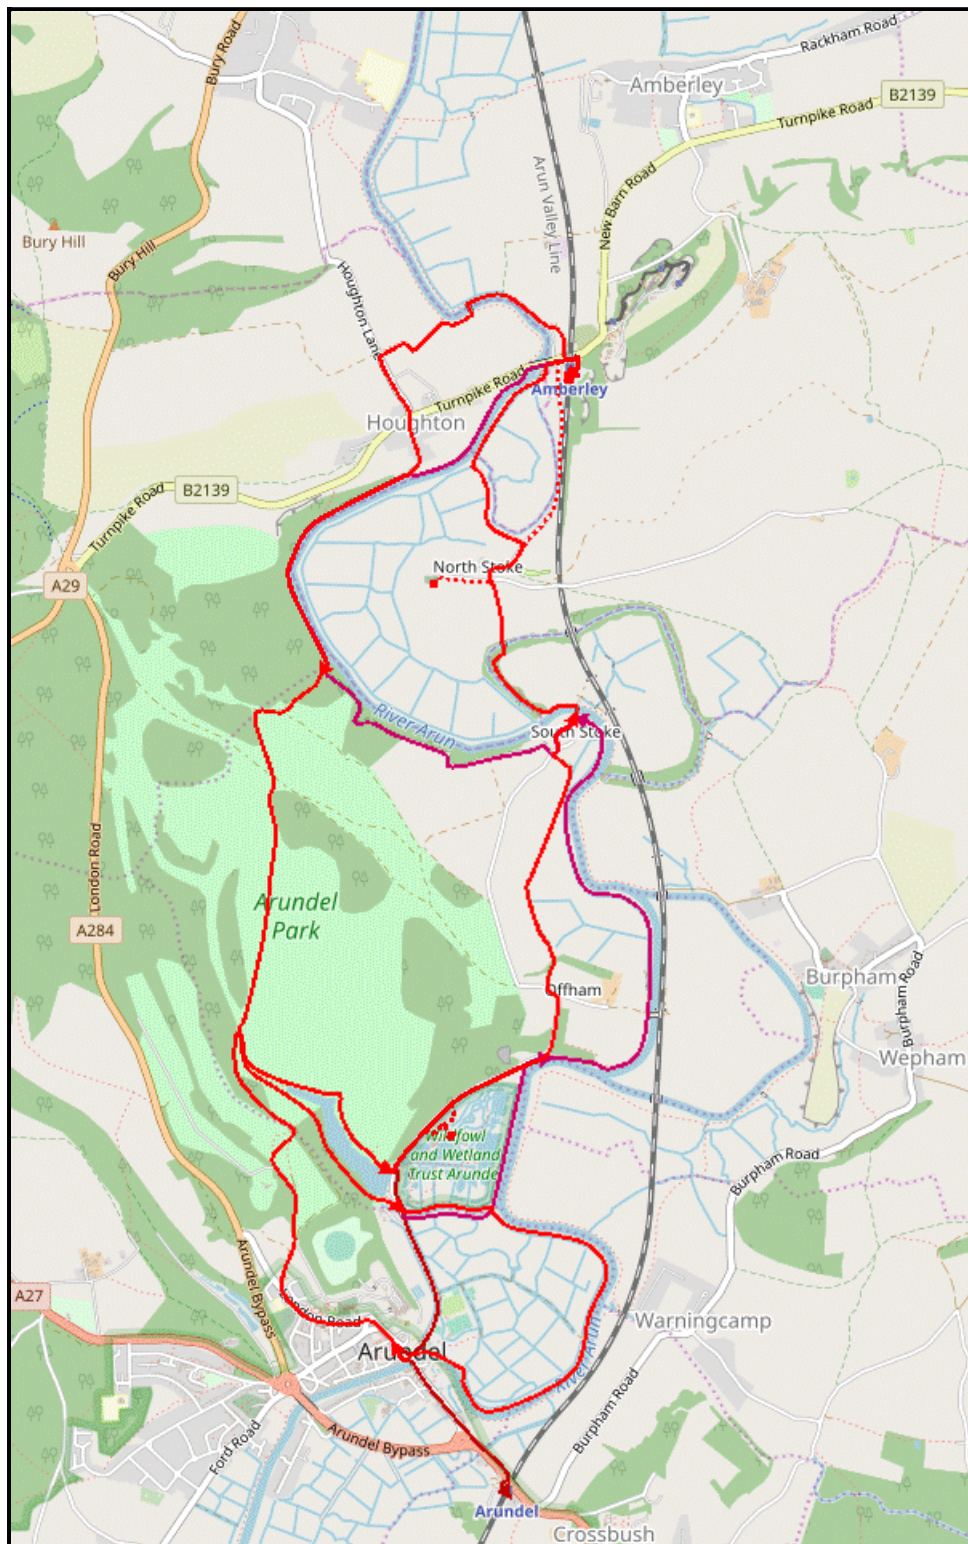 Bury Road
Rackham Road
Amberley
B2139
Turnpike Road
Arun Valley Line
New Barn Road
Bury Hill
Bury Hill
Houghton Lane
Amberley
Turnpike Road
Houghton
B2139
Turnpike Road
North Stoke
A29
River Arun
South Stoke
London Road
Arundel
Park
A284
Burpham
Offham
Burpham Road
Wepham
Wildfowl
and Wetland
Trust Arundel
Burpham Road
Arundel Bypass
A27
London Road
Warningcamp
Arundel
River Arun
Burpham Road
Ford Road
Arundel Bypass
Arundel
Crossbush